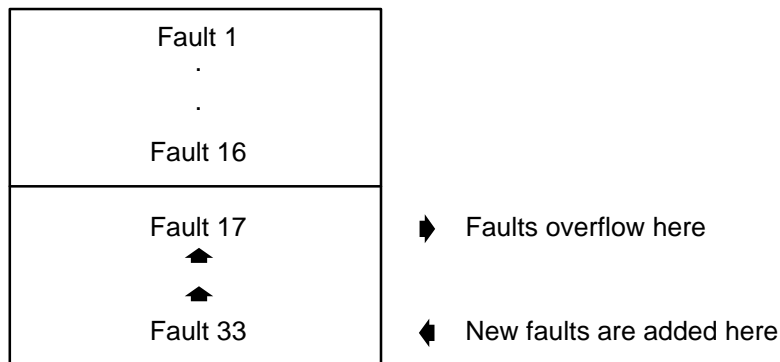 Fault 1
.
.
Fault 16
Fault 17 Faults overflow here
Fault 33 New faults are added here